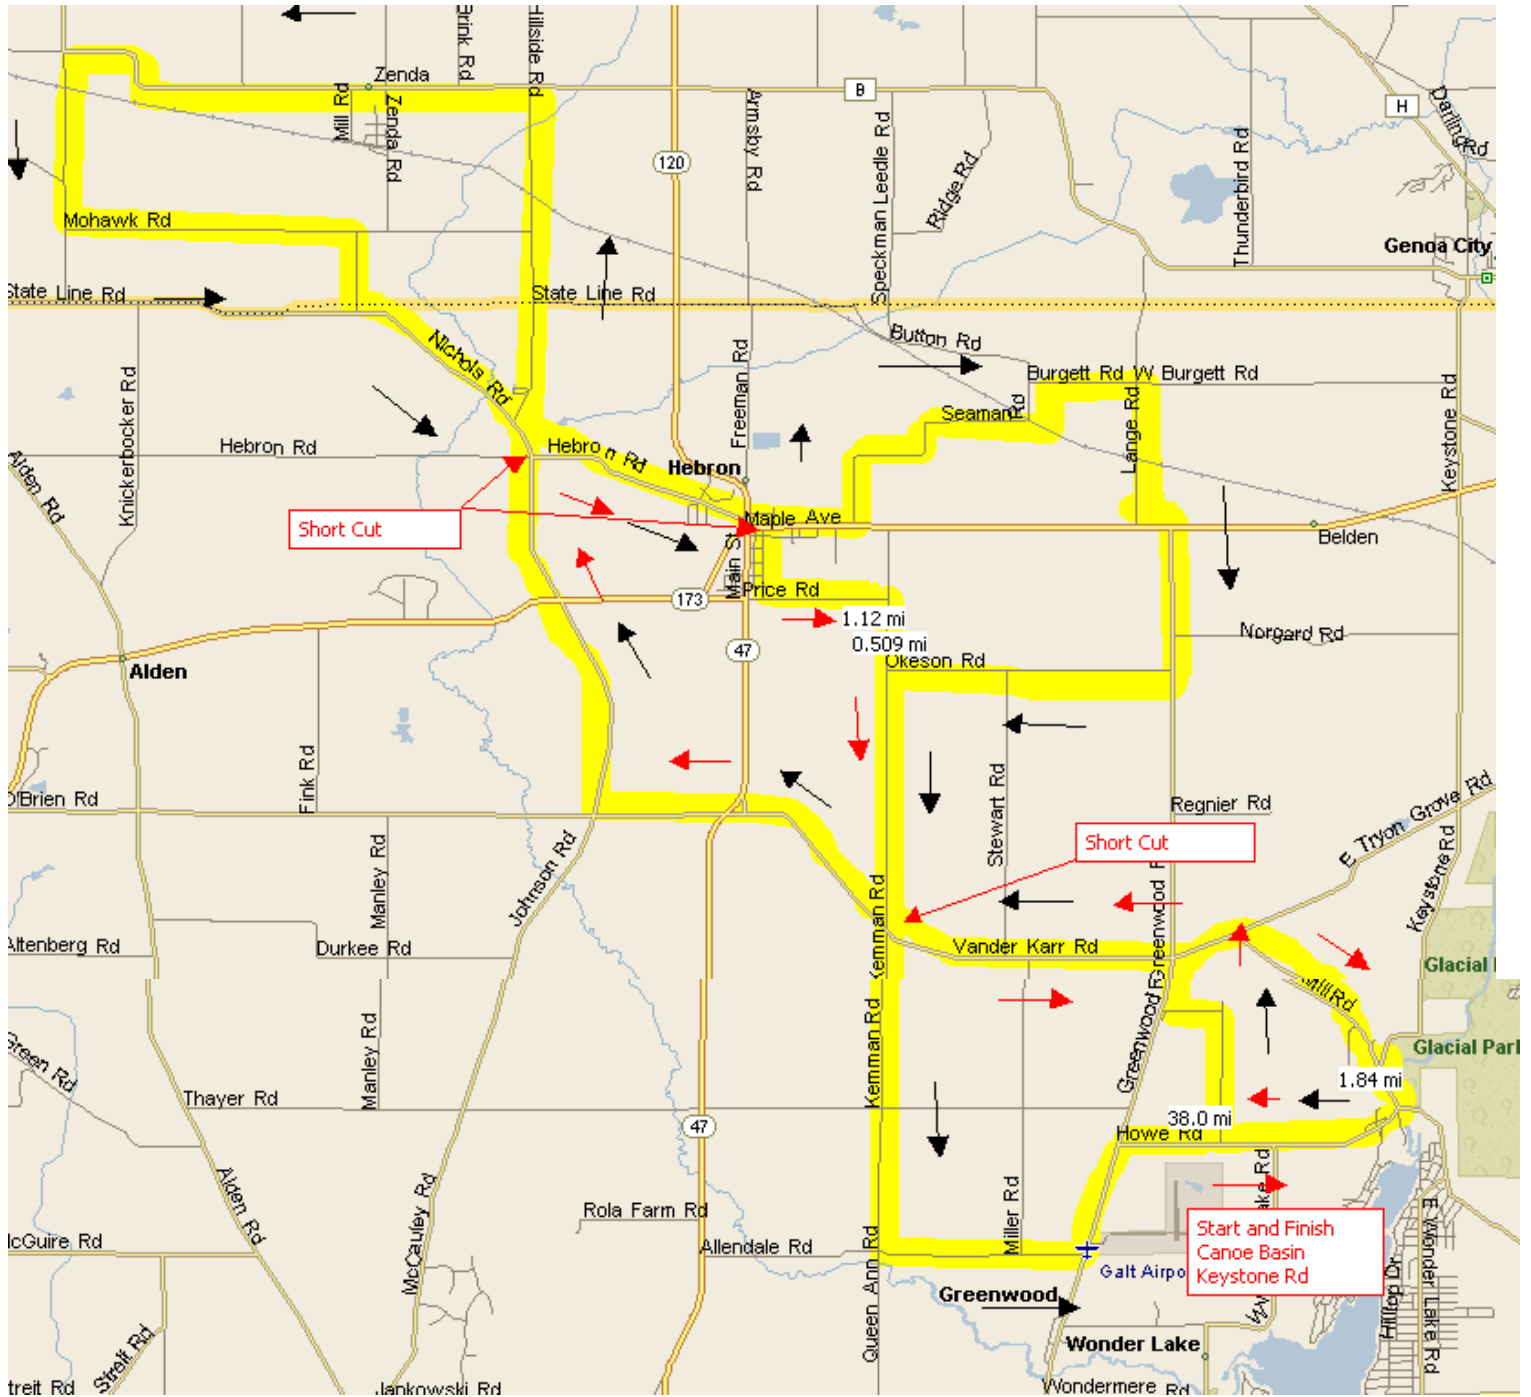 Brink Rd
Hillside Rd
Zenda
B
H
Mill Rd
Zenda Rd
Armsby Rd
Speckman Leedle Rd
Ridge Rd
Thunderbird Rd
Darling Rd
120
Mohawk Rd
Genoa City
State Line Rd
State Line Rd
Button Rd
Nichols Rd
Freeman Rd
Burgett Rd
W Burgett Rd
Knickerbocker Rd
Seaman Rd
Lange Rd
Keystone Rd
Hebron Rd
Hebron Rd
Hebron
Alden Rd
Short Cut
Maple Ave
Belden
Main St
173
Price Rd
1.12 mi
0.509 mi
Norgard Rd
47
Okeson Rd
Alden
Fink Rd
O'Brien Rd
Stewart Rd
Regnier Rd
E Tryon Grove Rd
Short Cut
Manley Rd
Johnson Rd
Kemman Rd
Greenwood R
Keystone Rd
Altenberg Rd
Durkee Rd
Vander Karr Rd
Glacial
Mill Rd
Green Rd
Manley Rd
Kemman Rd
Greenwood
Glacial Park
1.84 mi
Thayer Rd
47
38.0 mi
Howe Rd
Alden Rd
McCauley Rd
Rola Farm Rd
Miller Rd
Start and Finish
Canoe Basin
Keystone Rd
McGuire Rd
Allendale Rd
Queen Ann Rd
Galt Airpo
Greenwood
Hilltop Dr
E Wonder Lake Rd
Wonder Lake
Streit Rd
Streit Rd
Jankowski Rd
Wondermere Rd